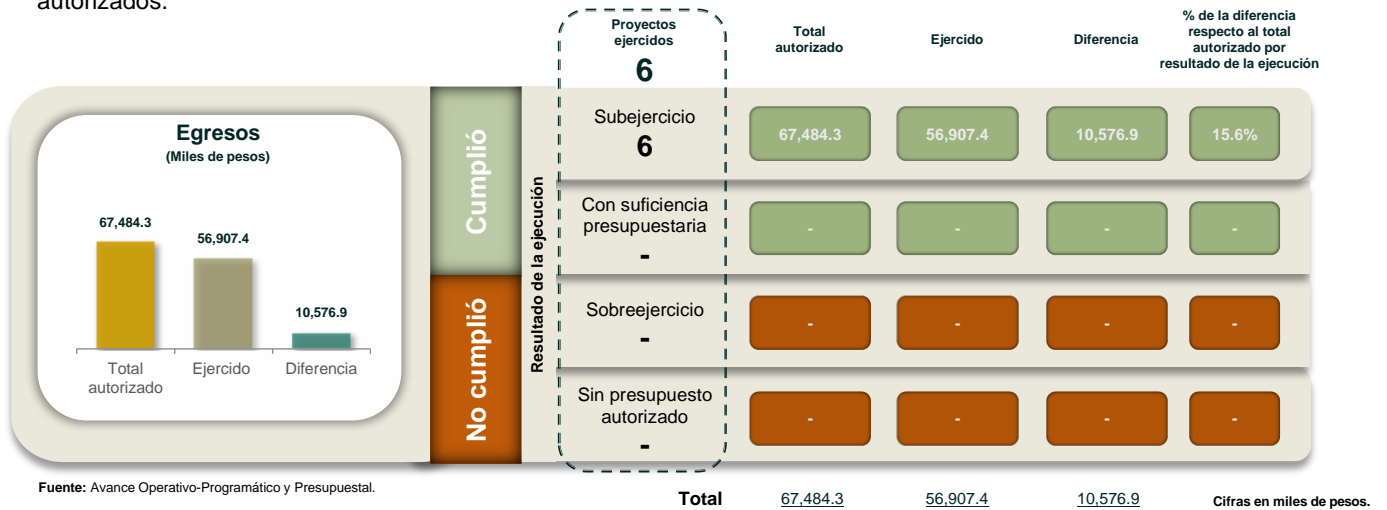 autorizados.
Proyectos
ejercidos
6
Total
autorizado
Ejercido
Diferencia
% de la diferencia
respecto al total
autorizado por
resultado de la ejecución
Egresos
(Miles de pesos)
67,484.3
56,907.4
10,576.9
Total
autorizado
Ejercido
Diferencia
Cumplió
No cumplió
Resultado de la ejecución
Subejercicio
6
67,484.3
56,907.4
10,576.9
15.6%
Con suficiencia
presupuestaria
-
-
-
-
-
Sobreejercicio
-
-
-
-
-
Sin presupuesto
autorizado
-
-
-
-
-
Fuente: Avance Operativo-Programático y Presupuestal.
Total
67,484.3
56,907.4
10,576.9
Cifras en miles de pesos.